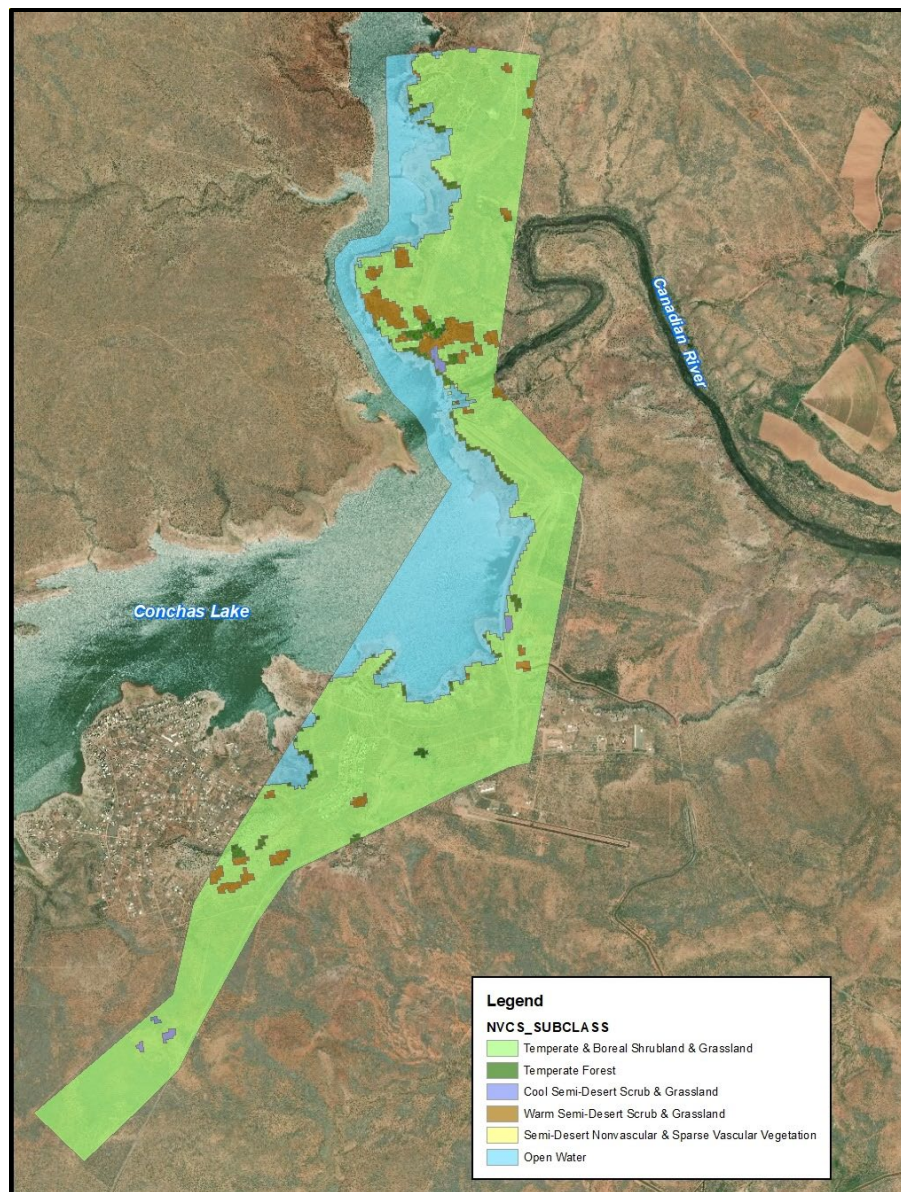 Canadian River
Conchas Lake
Legend
NVCS_SUBCLASS
Temperate & Boreal Shrubland & Grassland
Temperate Forest
Cool Semi-Desert Scrub & Grassland
Warm Semi-Desert Scrub & Grassland
Semi-Desert Nonvascular & Sparse Vascular Vegetation
Open Water